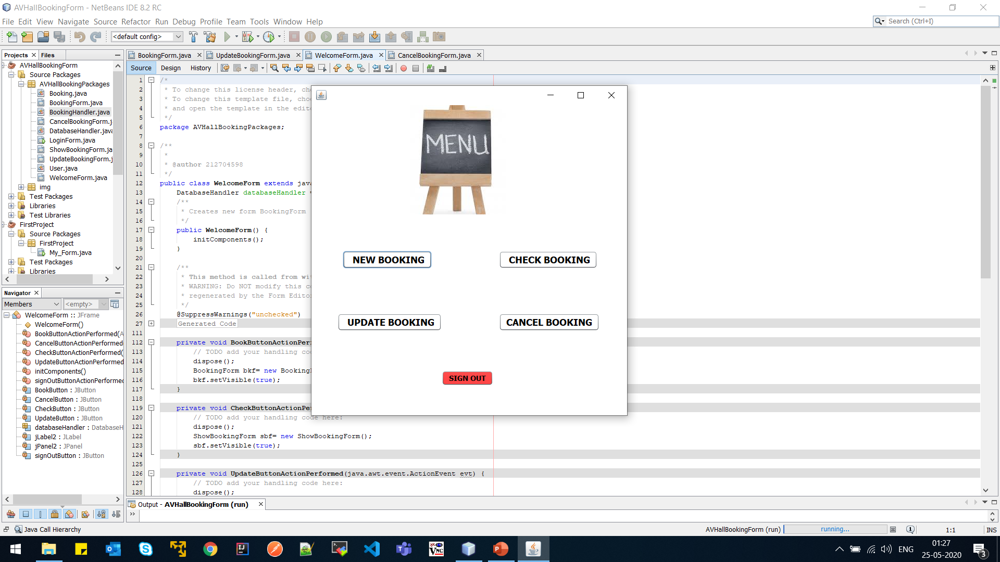 AVHallBookingForm - NetBeans IDE 8.2 RC
File Edit View Navigate Source Refactor Run Debug Profile Team Tools Window Help
Search (Ctrl+I)
<default config>
Projects Files
BookingForm.java UpdateBookingForm.java WelcomeForm.java CancelBookingForm.java
Source Design History
AVHallBookingForm
Source Packages
AVHallBookingPackages
Booking.java
BookingForm.java
BookingHandler.java
CancelBookingForm.j
DatabaseHandler.java
LoginForm.java
ShowBookingForm.ja
UpdateBookingForm.j
User.java
WelcomeForm.java
img
Test Packages
Libraries
Test Libraries
FirstProject
Source Packages
FirstProject
My_Form.java
Test Packages
Libraries
Navigator
Members <empty>
WelcomeForm :: JFrame
WelcomeForm()
BookButtonActionPerformed(A
CancelButtonActionPerformed
CheckButtonActionPerformed(
UpdateButtonActionPerformed
initComponents()
signOutButtonActionPerformed
BookButton : JButton
CancelButton : JButton
CheckButton : JButton
UpdateButton : JButton
databaseHandler : DatabaseH
jLabel2 : JLabel
jPanel2 : JPanel
signOutButton : JButton
1 /*
2 * To change this license header, cho
3 * To change this template file, choo
4 * and open the template in the edito
5 */
6 package AVHallBookingPackages;
7
8 /**
9 *
10 * @author 212704598
11 */
12 public class WelcomeForm extends java
13 DatabaseHandler databaseHandler =
14 /**
15 * Creates new form BookingForm
16 */
17 public WelcomeForm() {
18 initComponents();
19 }
20
21 /**
22 * This method is called from wit
23 * WARNING: Do NOT modify this co
24 * regenerated by the Form Editor
25 */
26 @SuppressWarnings("unchecked")
27 Generated Code
111
112 private void BookButtonActionPerf
113 // TODO add your handling cod
114 dispose();
115 BookingForm bkf= new BookingF
116 bkf.setVisible(true);
117 }
118
119 private void CheckButtonActionPe
120 // TODO add your handling code here:
121 dispose();
122 ShowBookingForm sbf= new ShowBookingForm();
123 sbf.setVisible(true);
124 }
125
126 private void UpdateButtonActionPerformed(java.awt.event.ActionEvent evt) {
127 // TODO add your handling code here:
128 dispose();
MENU
NEW BOOKING CHECK BOOKING
UPDATE BOOKING CANCEL BOOKING
SIGN OUT
Output - AVHallBookingForm (run)
Java Call Hierarchy
AVHallBookingForm (run) running... 1 1:1 INS
ENG 01:27
25-05-2020
3